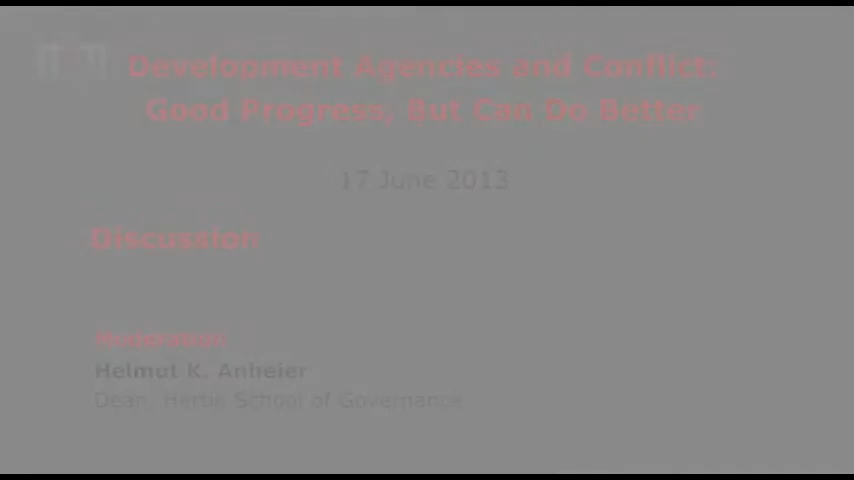 Development Agencies and Conflict:
Good Progress, But Can Do Better
17 June 2013
Discussion
Moderation
Helmut K. Anheier
Dean, Hertie School of Governance